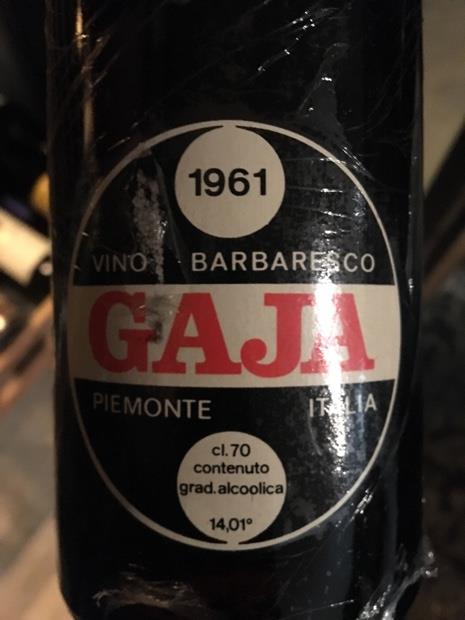 1961
VINO BARBARESCO
GAJA
PIEMONTE ITALIA
cl.70
contenuto
grad.alcoolica
14,01°